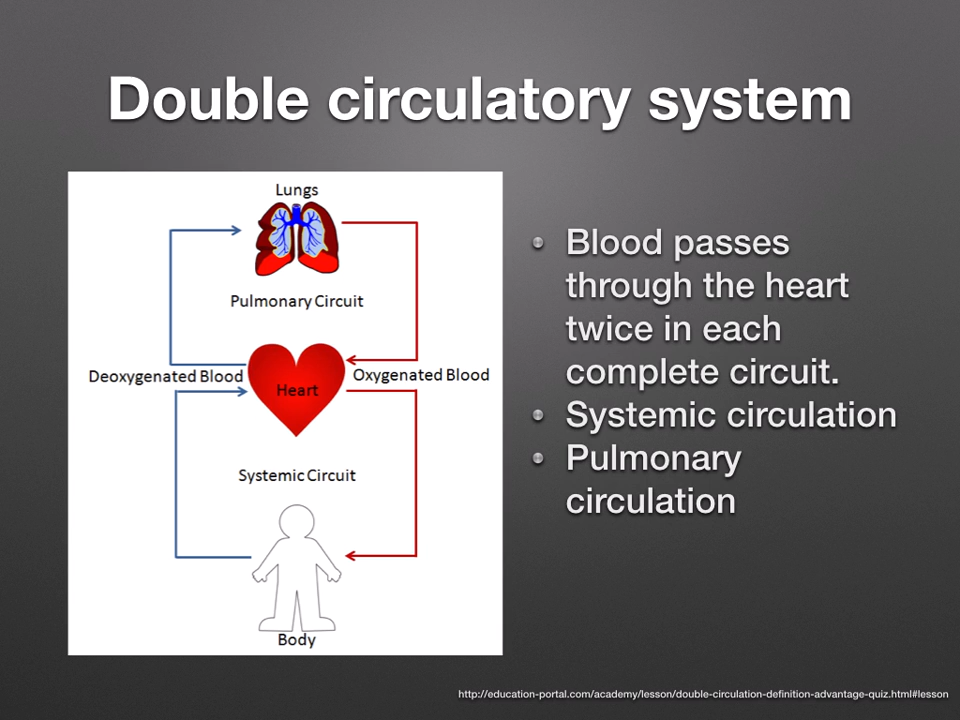 Double circulatory system
Lungs
Pulmonary Circuit
Deoxygenated Blood
Heart
Oxygenated Blood
Systemic Circuit
Body
• Blood passes
through the heart
twice in each
complete circuit.
• Systemic circulation
• Pulmonary
circulation
http://education-portal.com/academy/lesson/double-circulation-definition-advantage-quiz.html#lesson